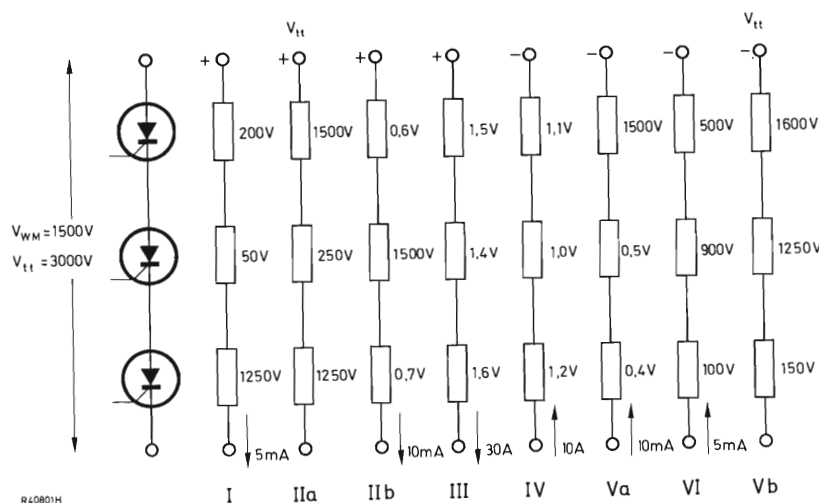 V_tt V_tt
+ + + + − − − −
200V 1500V 0,6V 1,5V 1,1V 1500V 500V 1600V
V_WM=1500V
V_tt=3000V
50V 250V 1500V 1,4V 1,0V 0,5V 900V 1250V
1250V 1250V 0,7V 1,6V 1,2V 0,4V 100V 150V
5mA 10mA 30A 10A 10mA 5mA
R40801H I IIa IIb III IV Va VI Vb